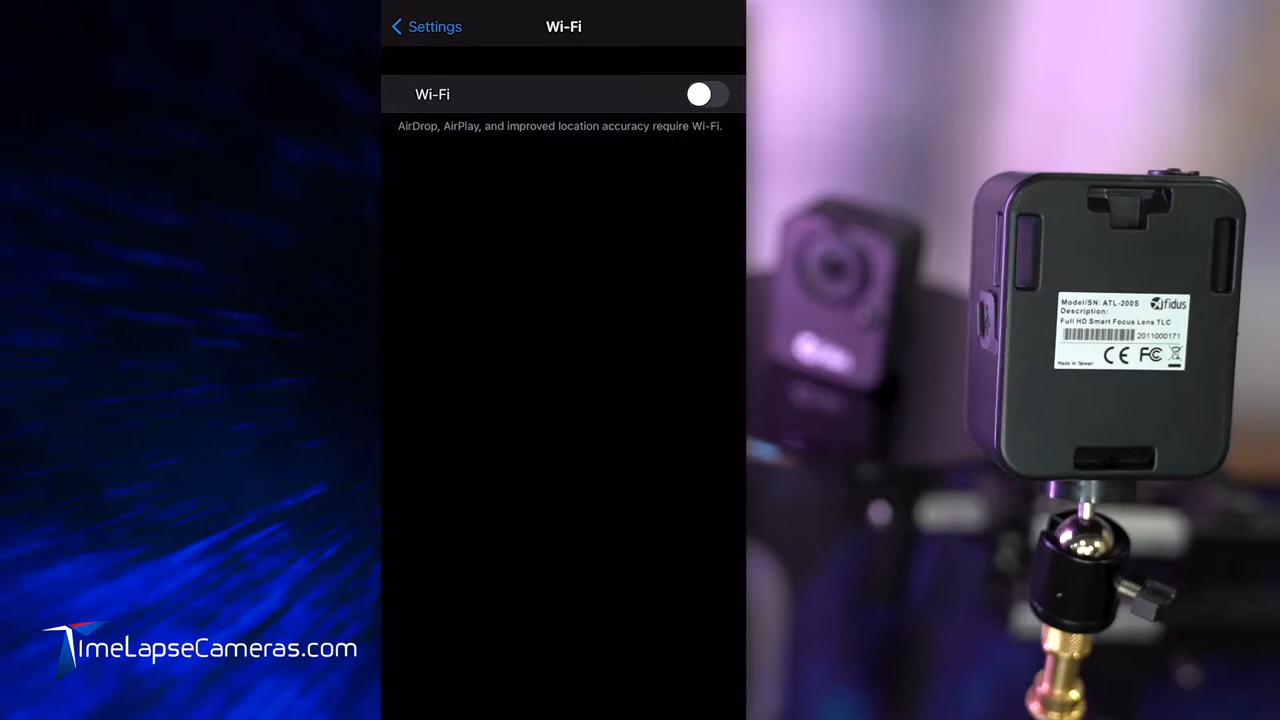 Settings
Wi-Fi
Wi-Fi
AirDrop, AirPlay, and improved location accuracy require Wi-Fi.
Model/SN: ATL-200S
Afidus
Description:
Full HD Smart Focus Lens TLC
2011000171
Made in Taiwan
CE FC
TImeLapseCameras.com